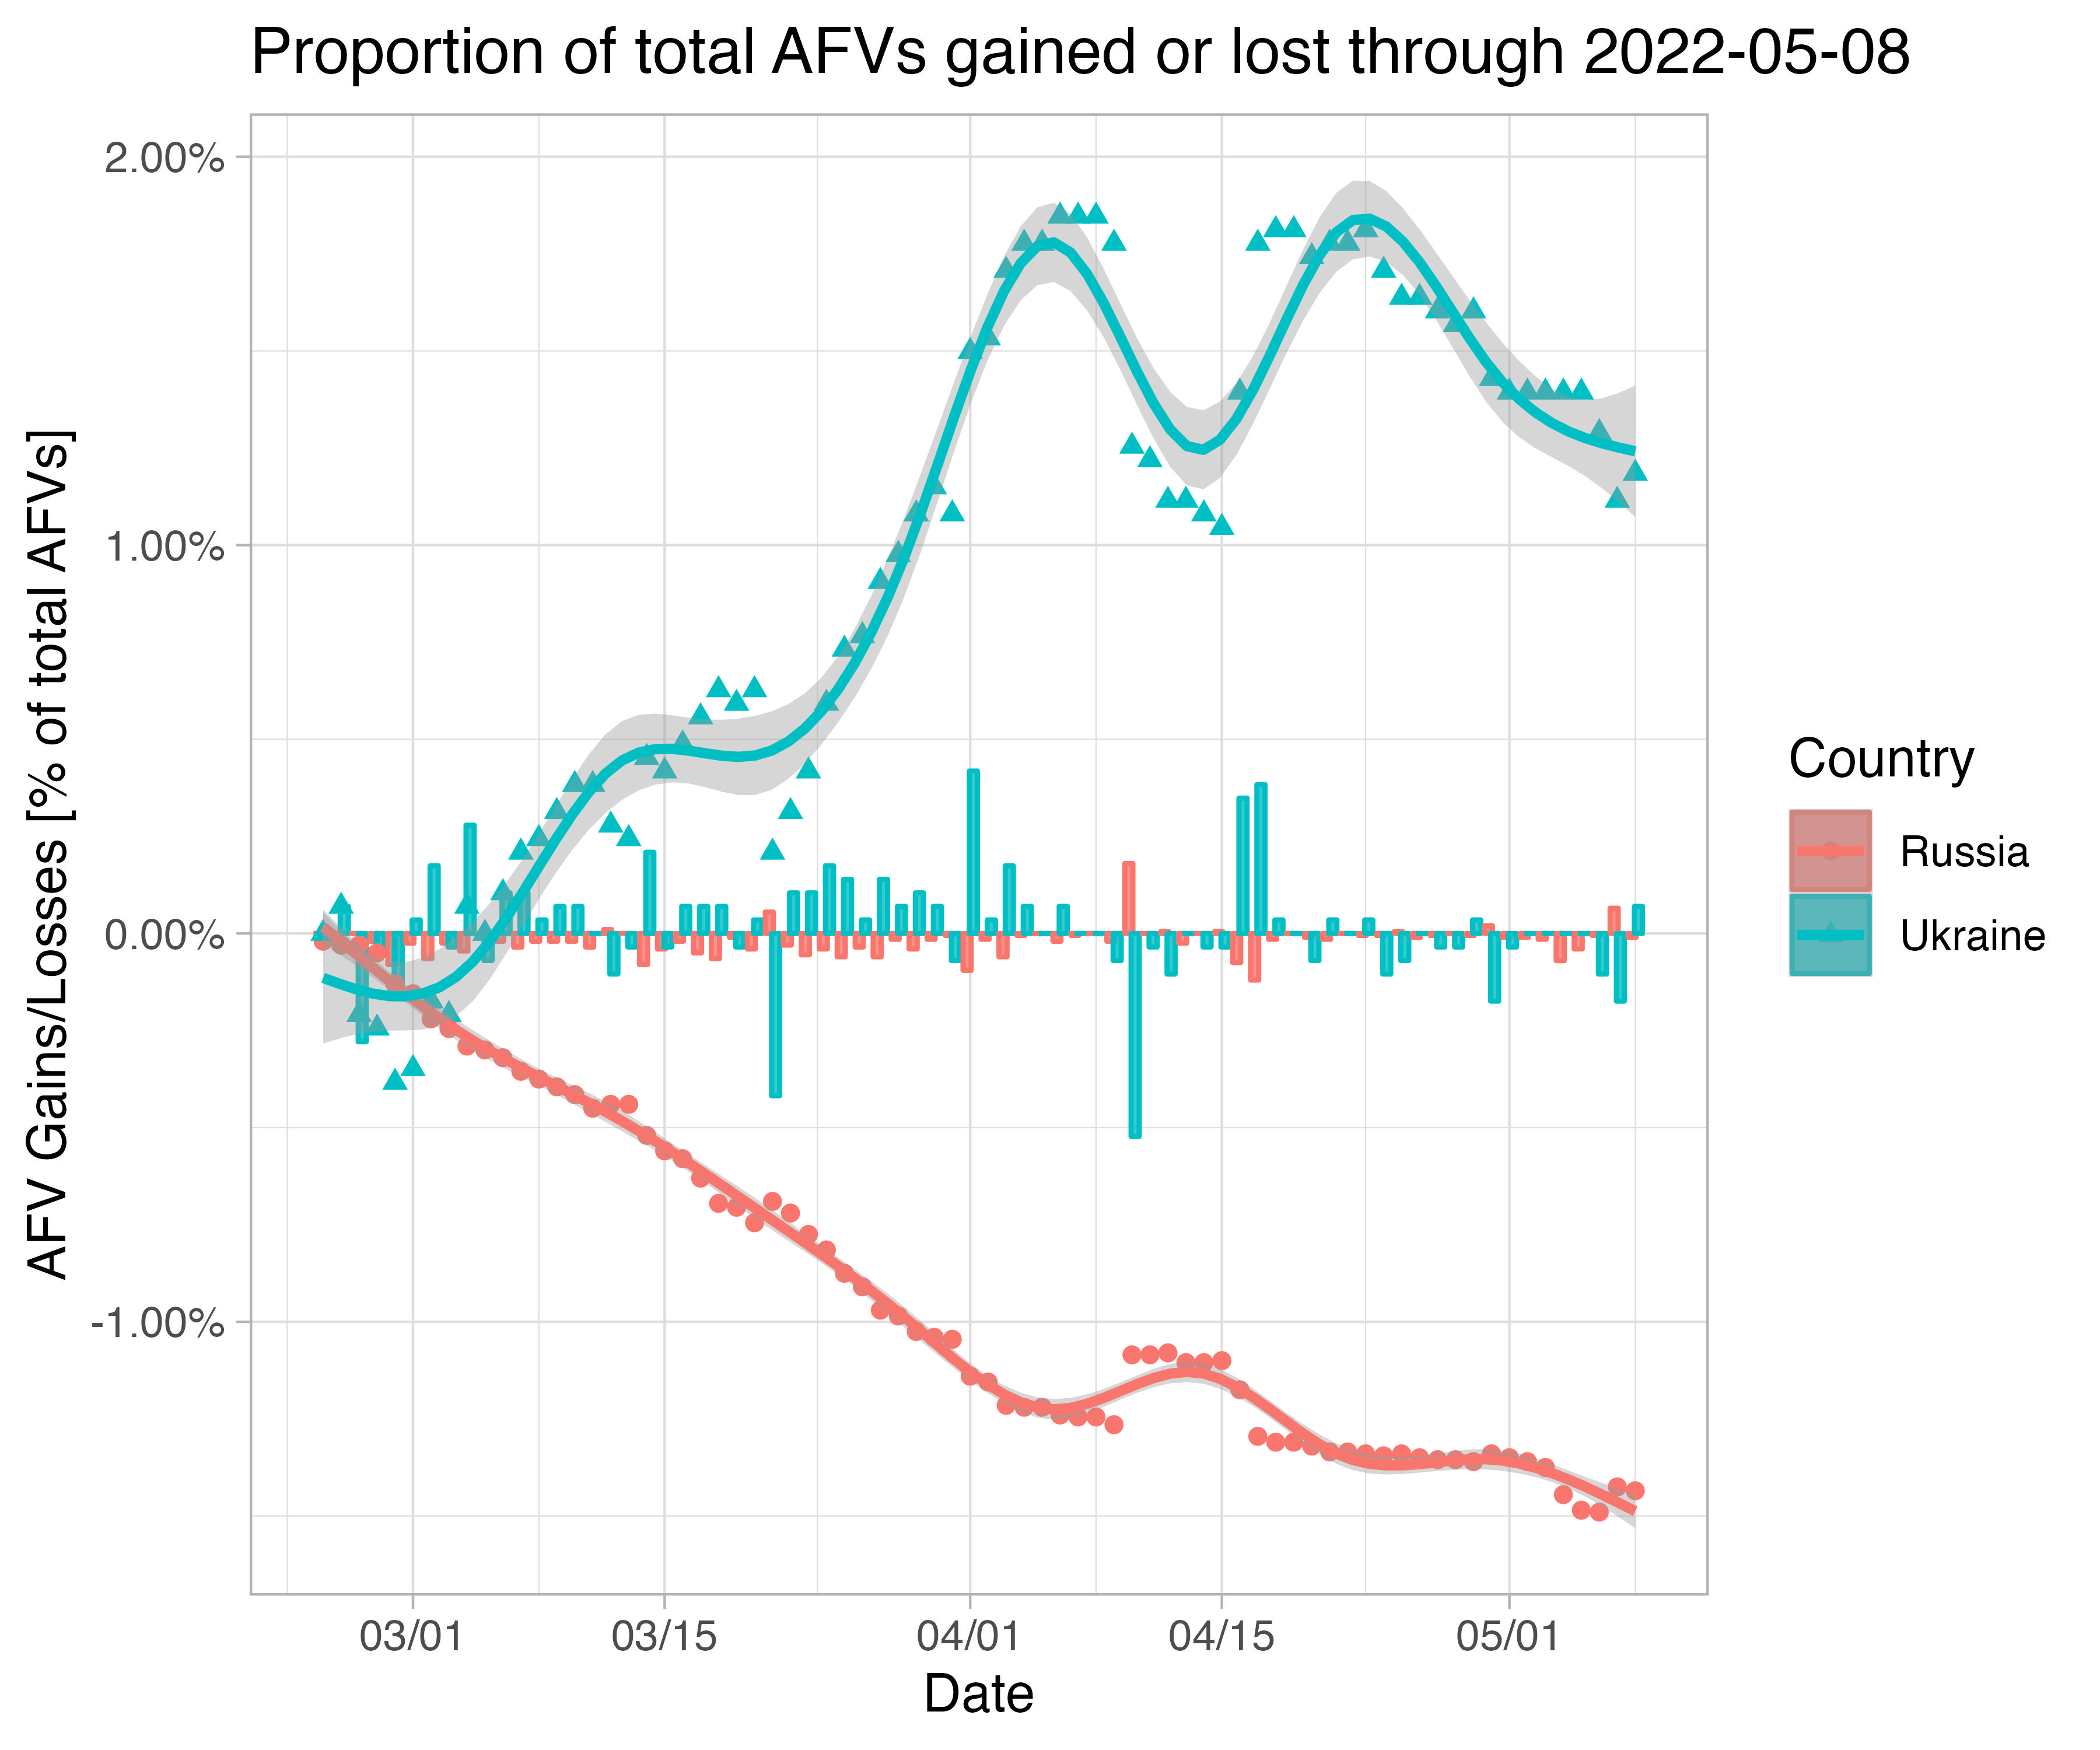 Proportion of total AFVs gained or lost through 2022-05-08
AFV Gains/Losses [% of total AFVs]
2.00%
1.00%
0.00%
-1.00%
03/01
03/15
04/01
04/15
05/01
Date
Country
Russia
Ukraine